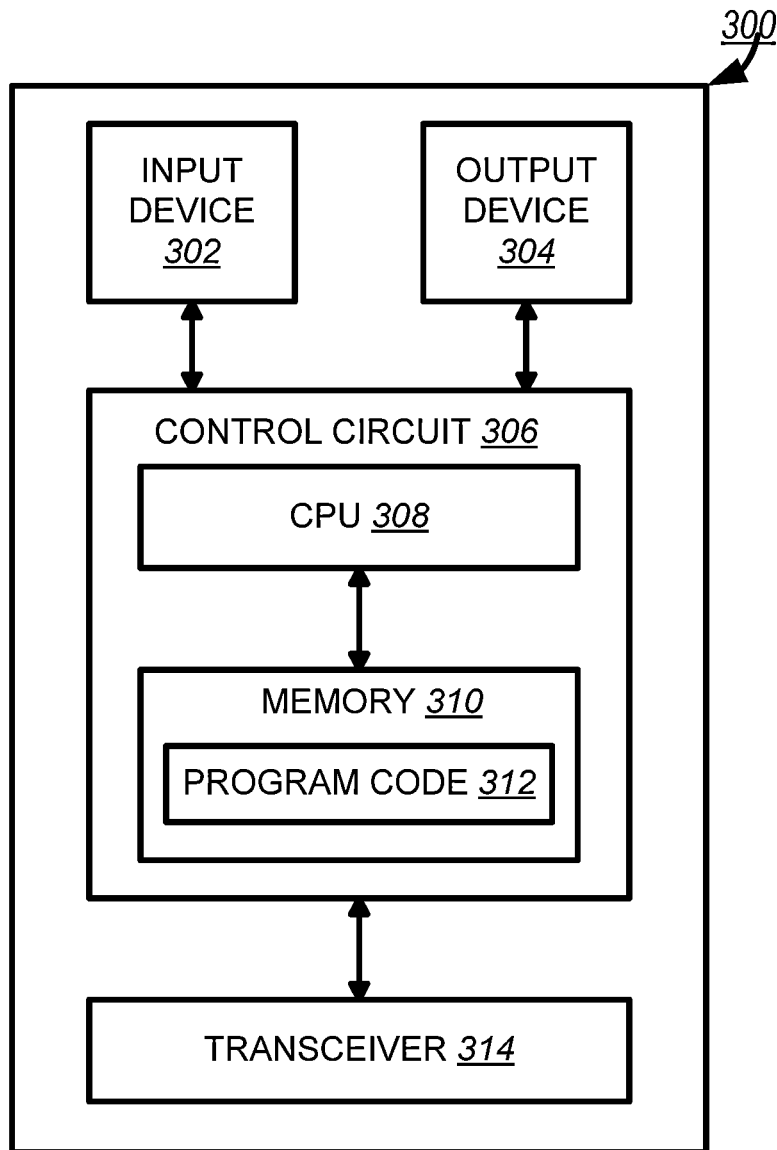 300
INPUT
DEVICE
302
OUTPUT
DEVICE
304
CONTROL CIRCUIT 306
CPU 308
MEMORY 310
PROGRAM CODE 312
TRANSCEIVER 314